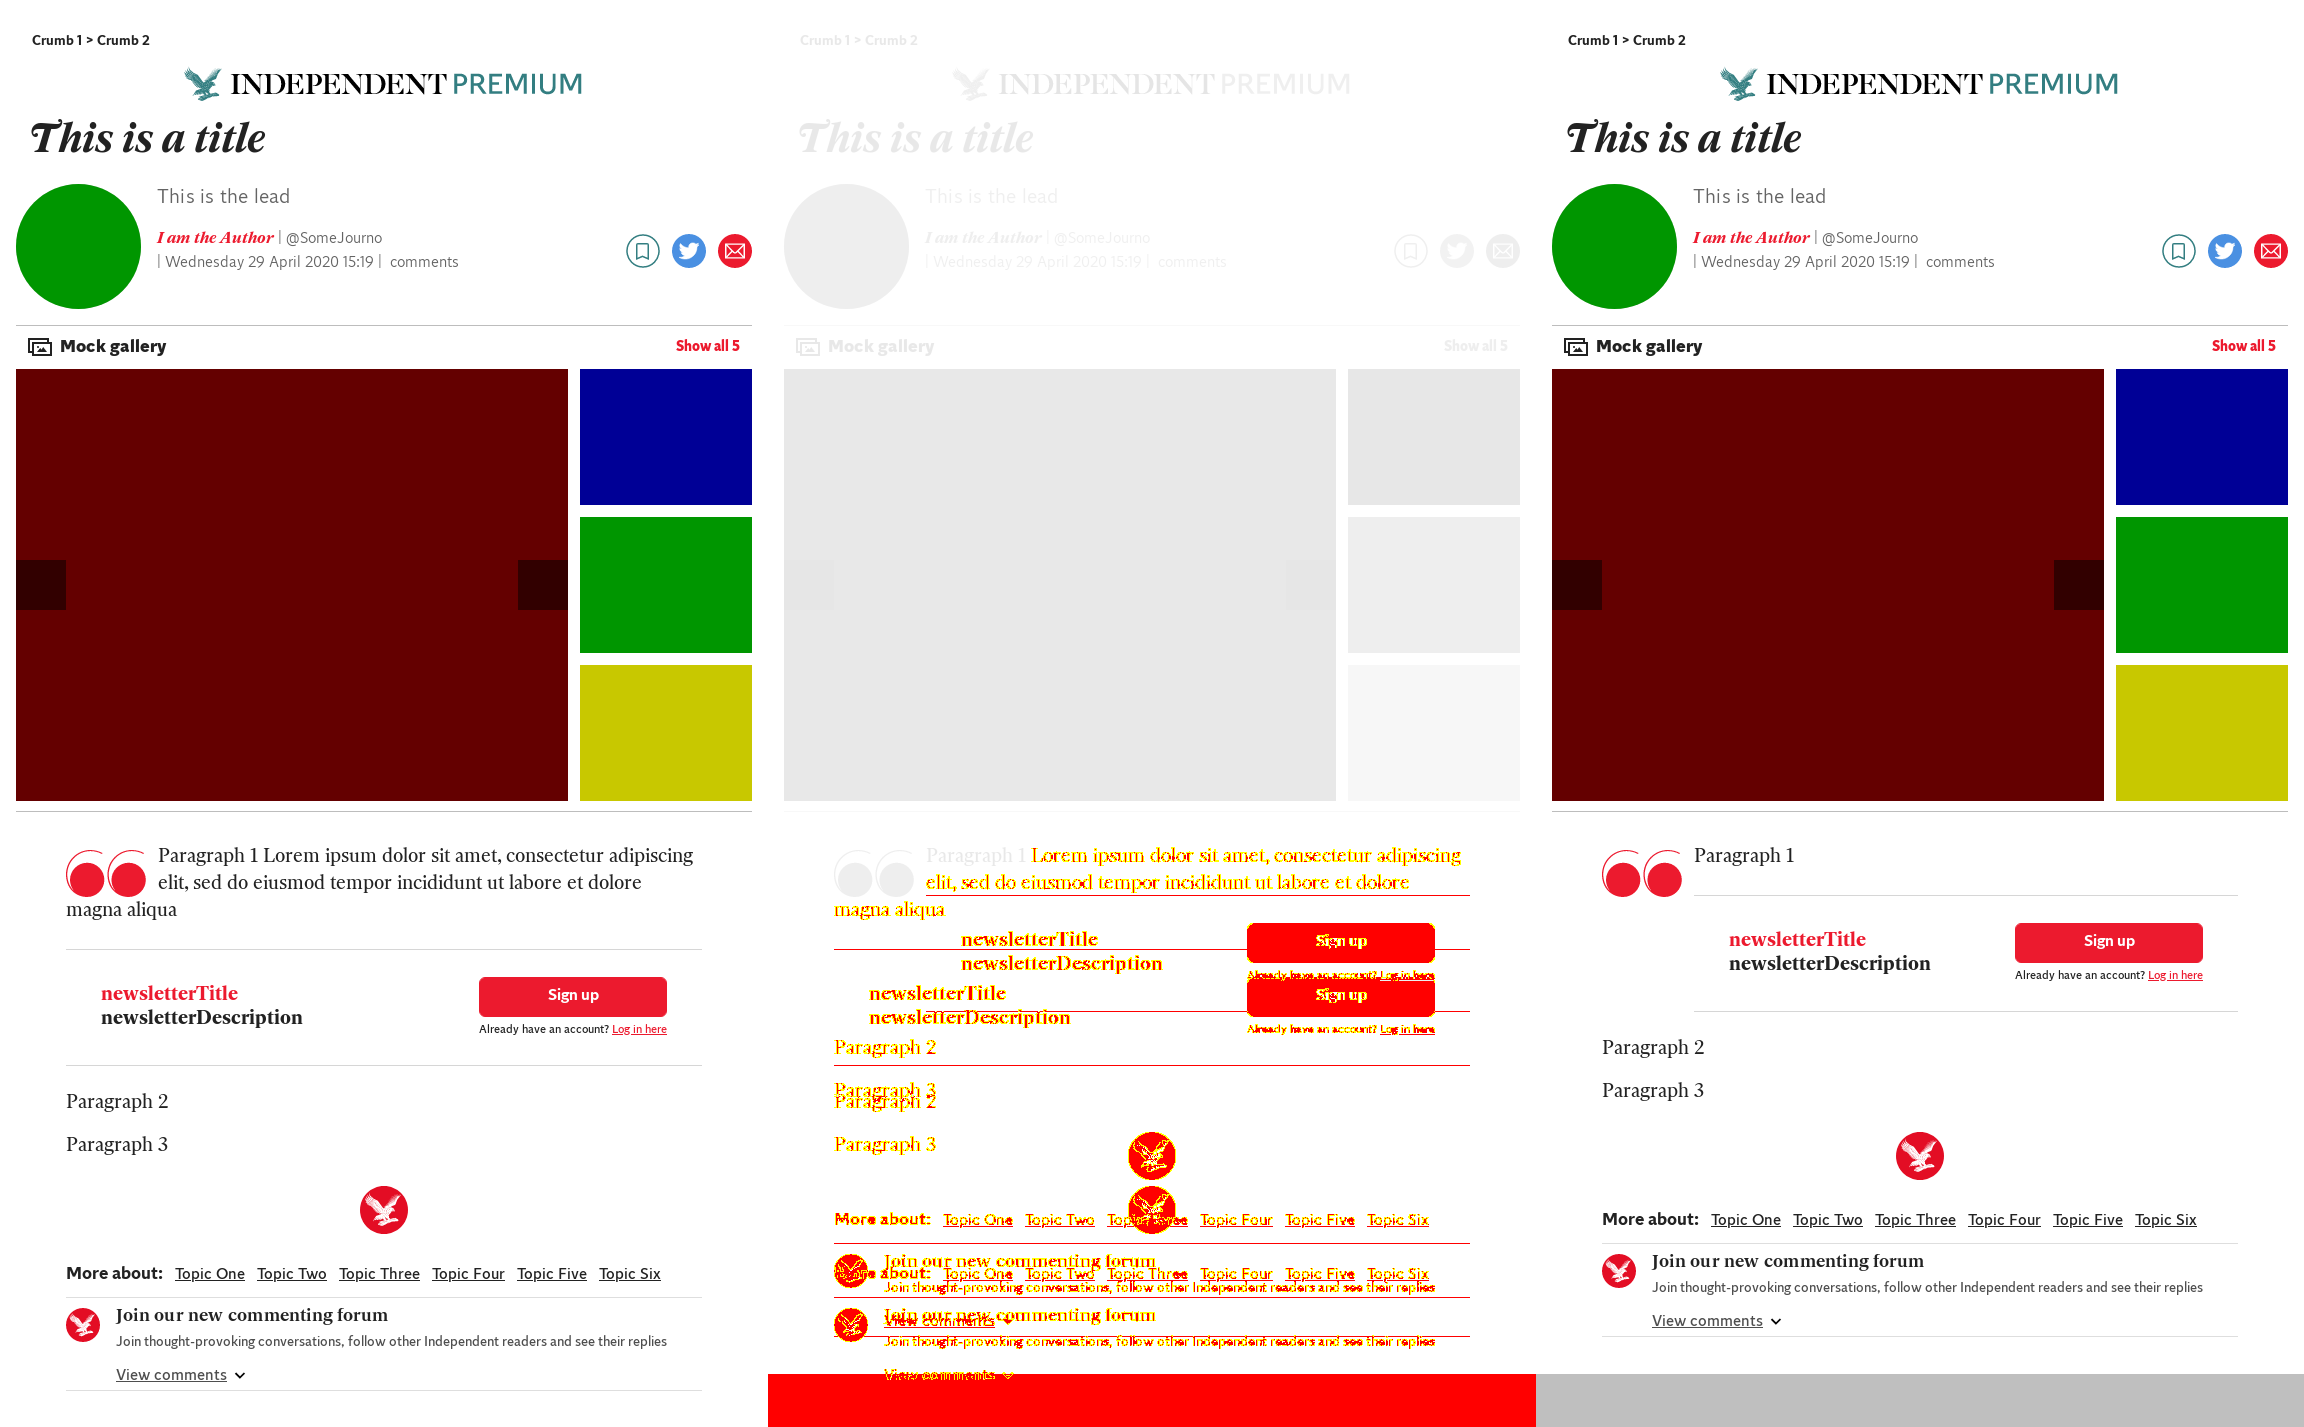 Crumb 1 > Crumb 2
INDEPENDENT PREMIUM
This is a title
This is the lead
I am the Author | @SomeJourno
| Wednesday 29 April 2020 15:19 | comments
Mock gallery
Show all 5
Paragraph 1 Lorem ipsum dolor sit amet, consectetur adipiscing
elit, sed do eiusmod tempor incididunt ut labore et dolore
magna aliqua
newsletterTitle
newsletterDescription
Sign up
Already have an account? Log in here
Paragraph 2
Paragraph 3
More about: Topic One Topic Two Topic Three Topic Four Topic Five Topic Six
Join our new commenting forum
Join thought-provoking conversations, follow other Independent readers and see their replies
View comments
Crumb 1 > Crumb 2
INDEPENDENT PREMIUM
This is a title
This is the lead
I am the Author | @SomeJourno
| Wednesday 29 April 2020 15:19 | comments
Mock gallery
Show all 5
Paragraph 1 Lorem ipsum dolor sit amet, consectetur adipiscing
elit, sed do eiusmod tempor incididunt ut labore et dolore
magna aliqua
newsletterTitle
newsletterDescription
Sign up
Already have an account? Log in here
newsletterTitle
newsletterDescription
Sign up
Already have an account? Log in here
Paragraph 2
Paragraph 3
Paragraph 2
Paragraph 3
More about: Topic One Topic Two Topic Three Topic Four Topic Five Topic Six
Join our new commenting forum
More about: Topic One Topic Two Topic Three Topic Four Topic Five Topic Six
Join thought-provoking conversations, follow other Independent readers and see their replies
Join our new commenting forum
View comments
Join thought-provoking conversations, follow other Independent readers and see their replies
View comments
Crumb 1 > Crumb 2
INDEPENDENT PREMIUM
This is a title
This is the lead
I am the Author | @SomeJourno
| Wednesday 29 April 2020 15:19 | comments
Mock gallery
Show all 5
Paragraph 1
newsletterTitle
newsletterDescription
Sign up
Already have an account? Log in here
Paragraph 2
Paragraph 3
More about: Topic One Topic Two Topic Three Topic Four Topic Five Topic Six
Join our new commenting forum
Join thought-provoking conversations, follow other Independent readers and see their replies
View comments